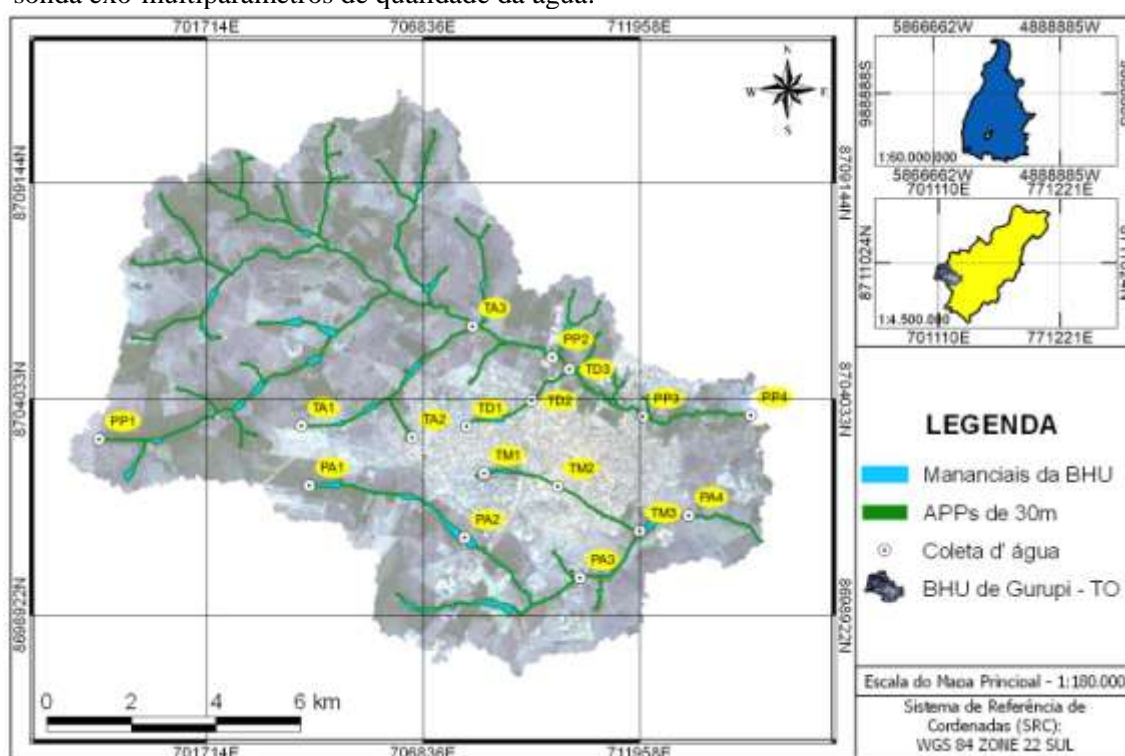 sonda exo-multiparâmetros de qualidade da água.
701714E 706836E 711958E
8709144N 8709144N
8704033N 8704033N
8698922N 8698922N
N
W
S
TA3
PP2
TD3
PP1
TA1
TA2
TD1
TD2
PP3
PP4
PA1
TM1
TM2
PA2
TM3
PA4
PA3
0 2 4 6 km
701714E 706836E 711958E
5866662W 4888885W
988888S
1:60.000.000
5866662W 4888885W
701110E 771221E
8711024N
1:4.500.000
701110E 771221E
LEGENDA
Mananciais da BHU
APPs de 30m
Coleta d' água
BHU de Gurupi - TO
Escala do Mapa Principal - 1:180.000
Sistema de Referência de
Cordenadas (SRC):
WGS 84 ZONE 22 SUL